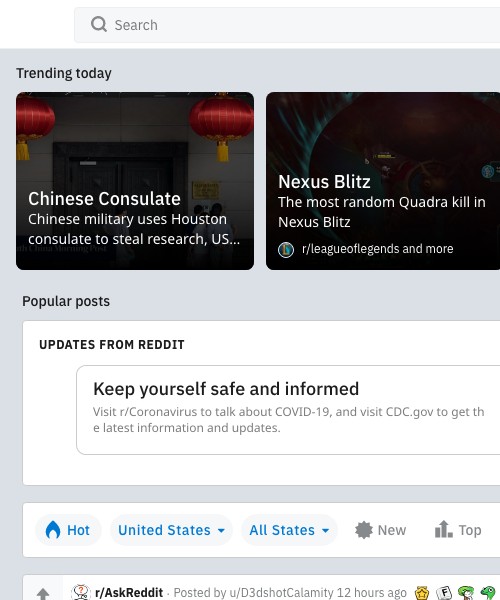 Search
Trending today
Chinese Consulate
Chinese military uses Houston
consulate to steal research, US...
Nexus Blitz
The most random Quadra kill in
Nexus Blitz
r/leagueoflegends and more
Popular posts
UPDATES FROM REDDIT
Keep yourself safe and informed
Visit r/Coronavirus to talk about COVID-19, and visit CDC.gov to get th
e latest information and updates.
Hot United States All States New Top
r/AskReddit · Posted by u/D3dshotCalamity 12 hours ago